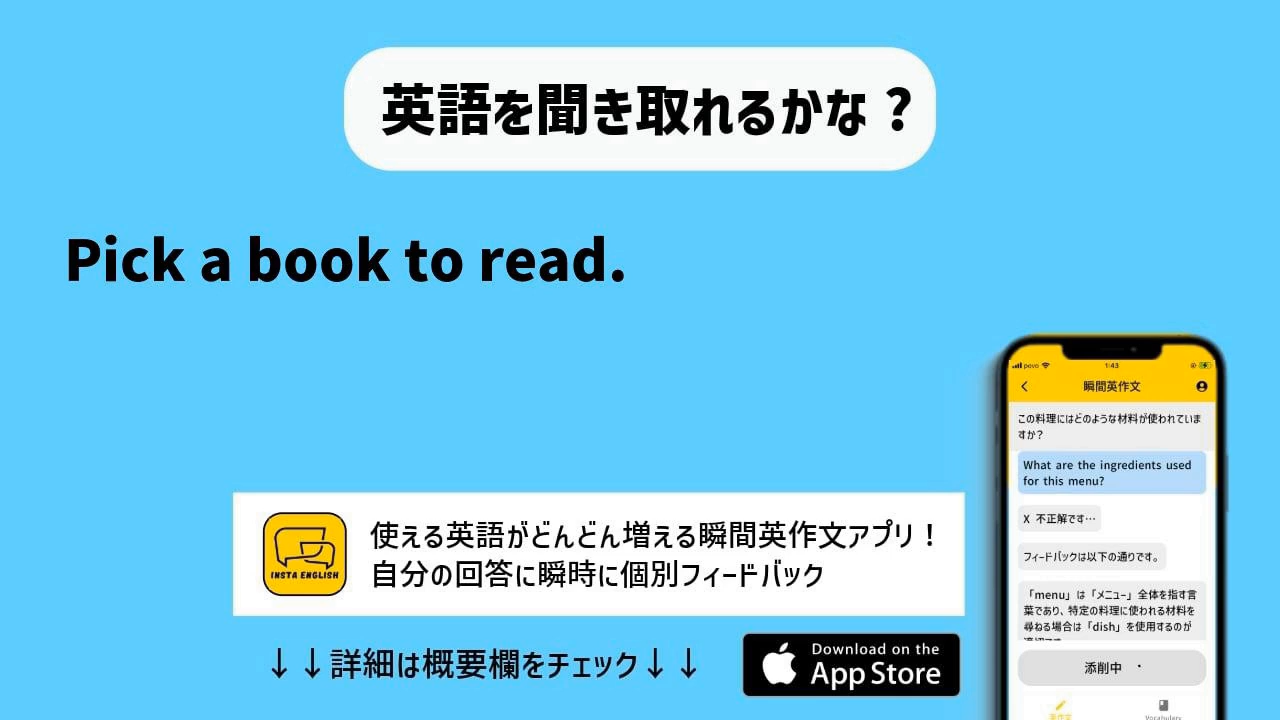 英語を聞き取れるかな？
Pick a book to read.
povo
1:43
瞬間英作文
この料理にはどのような材料が使われていま
すか？
What are the ingredients used
for this menu?
X 不正解です…
フィードバックは以下の通りです。
「menu」は「メニュー」全体を指す言
葉であり、特定の料理に使われる材料を
尋ねる場合は「dish」を使用するのが
添削中
英作文
Vocabulary
INSTA ENGLISH
使える英語がどんどん増える瞬間英作文アプリ！
自分の回答に瞬時に個別フィードバック
↓↓詳細は概要欄をチェック↓↓
Download on the
App Store